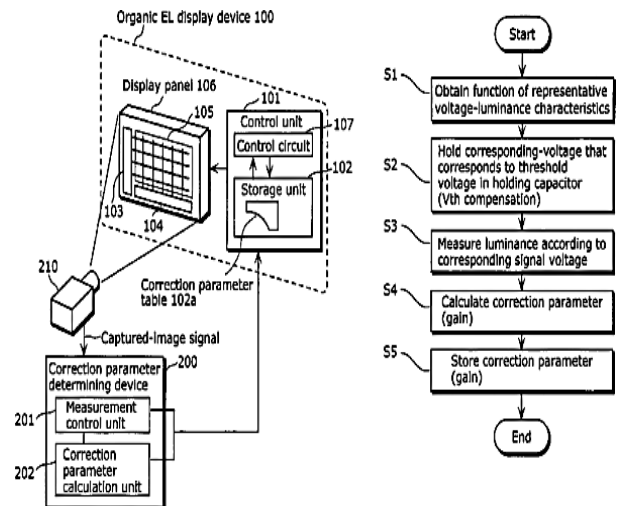 Organic EL display device 100
Display panel 106
105
101
Control unit
107
Control circuit
102
Storage unit
103
104
210
Correction parameter
table 102a
Captured-image signal
200
Correction parameter
determining device
201
Measurement
control unit
202
Correction
parameter
calculation unit
Start
S1
Obtain function of representative
voltage-luminance characteristics
S2
Hold corresponding-voltage that
corresponds to threshold
voltage in holding capacitor
(Vth compensation)
S3
Measure luminance according to
corresponding signal voltage
S4
Calculate correction parameter
(gain)
S5
Store correction parameter
(gain)
End